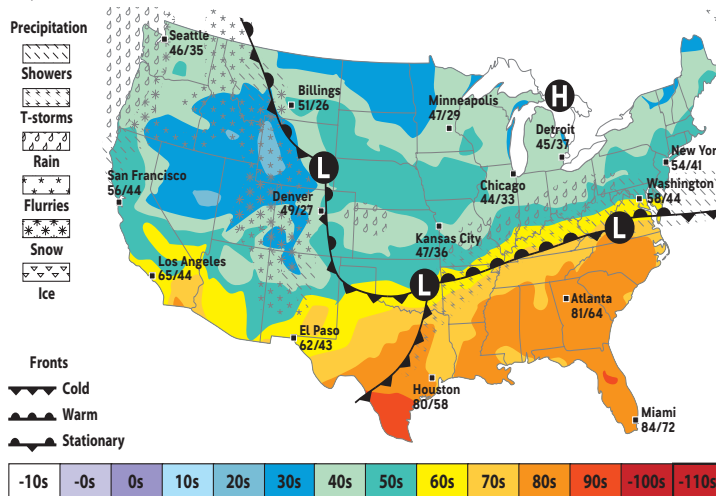 Precipitation
Showers
T-storms
Rain
Flurries
Snow
Ice
Fronts
Cold
Warm
Stationary
Seattle
46/35
Billings
51/26
Minneapolis
47/29
H
Detroit
45/37
New Yor
54/41
San Francisco
56/44
L
Denver
49/27
Chicago
44/33
Washington
58/44
Kansas City
47/36
L
Los Angeles
65/44
L
Atlanta
81/64
El Paso
62/43
Houston
80/58
Miami
84/72
-10s -0s 0s 10s 20s 30s 40s 50s 60s 70s 80s 90s -100s -110s